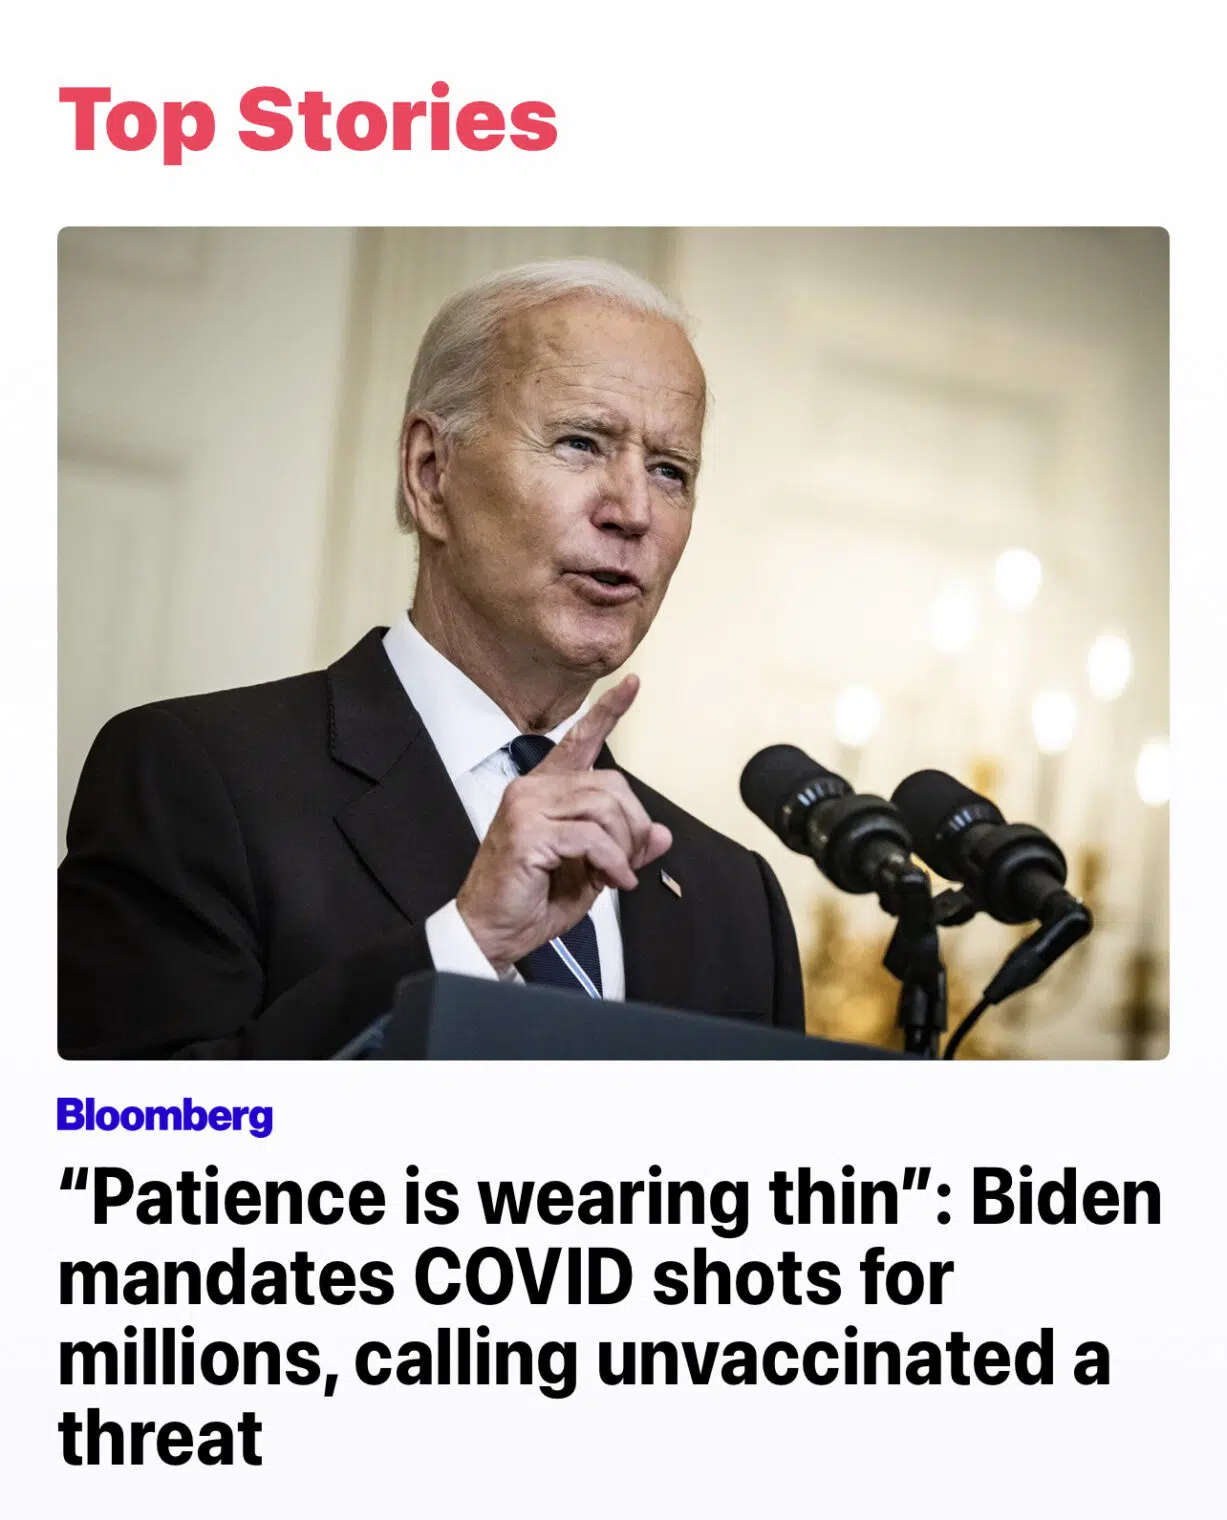 Top Stories
Bloomberg
“Patience is wearing thin”: Biden
mandates COVID shots for
millions, calling unvaccinated a
threat